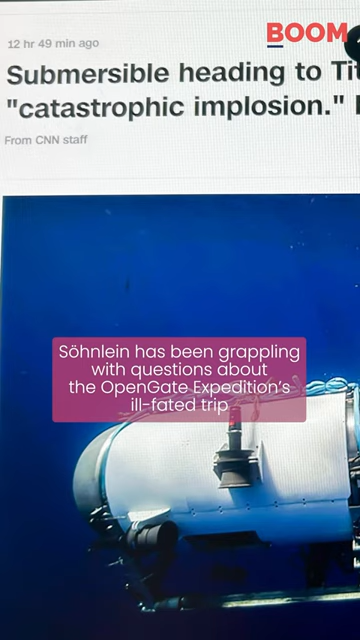 BOOM
12 hr 49 min ago
Submersible heading to Tit
"catastrophic implosion."
From CNN staff
Söhnlein has been grappling
with questions about
the OpenGate Expedition's
ill-fated trip